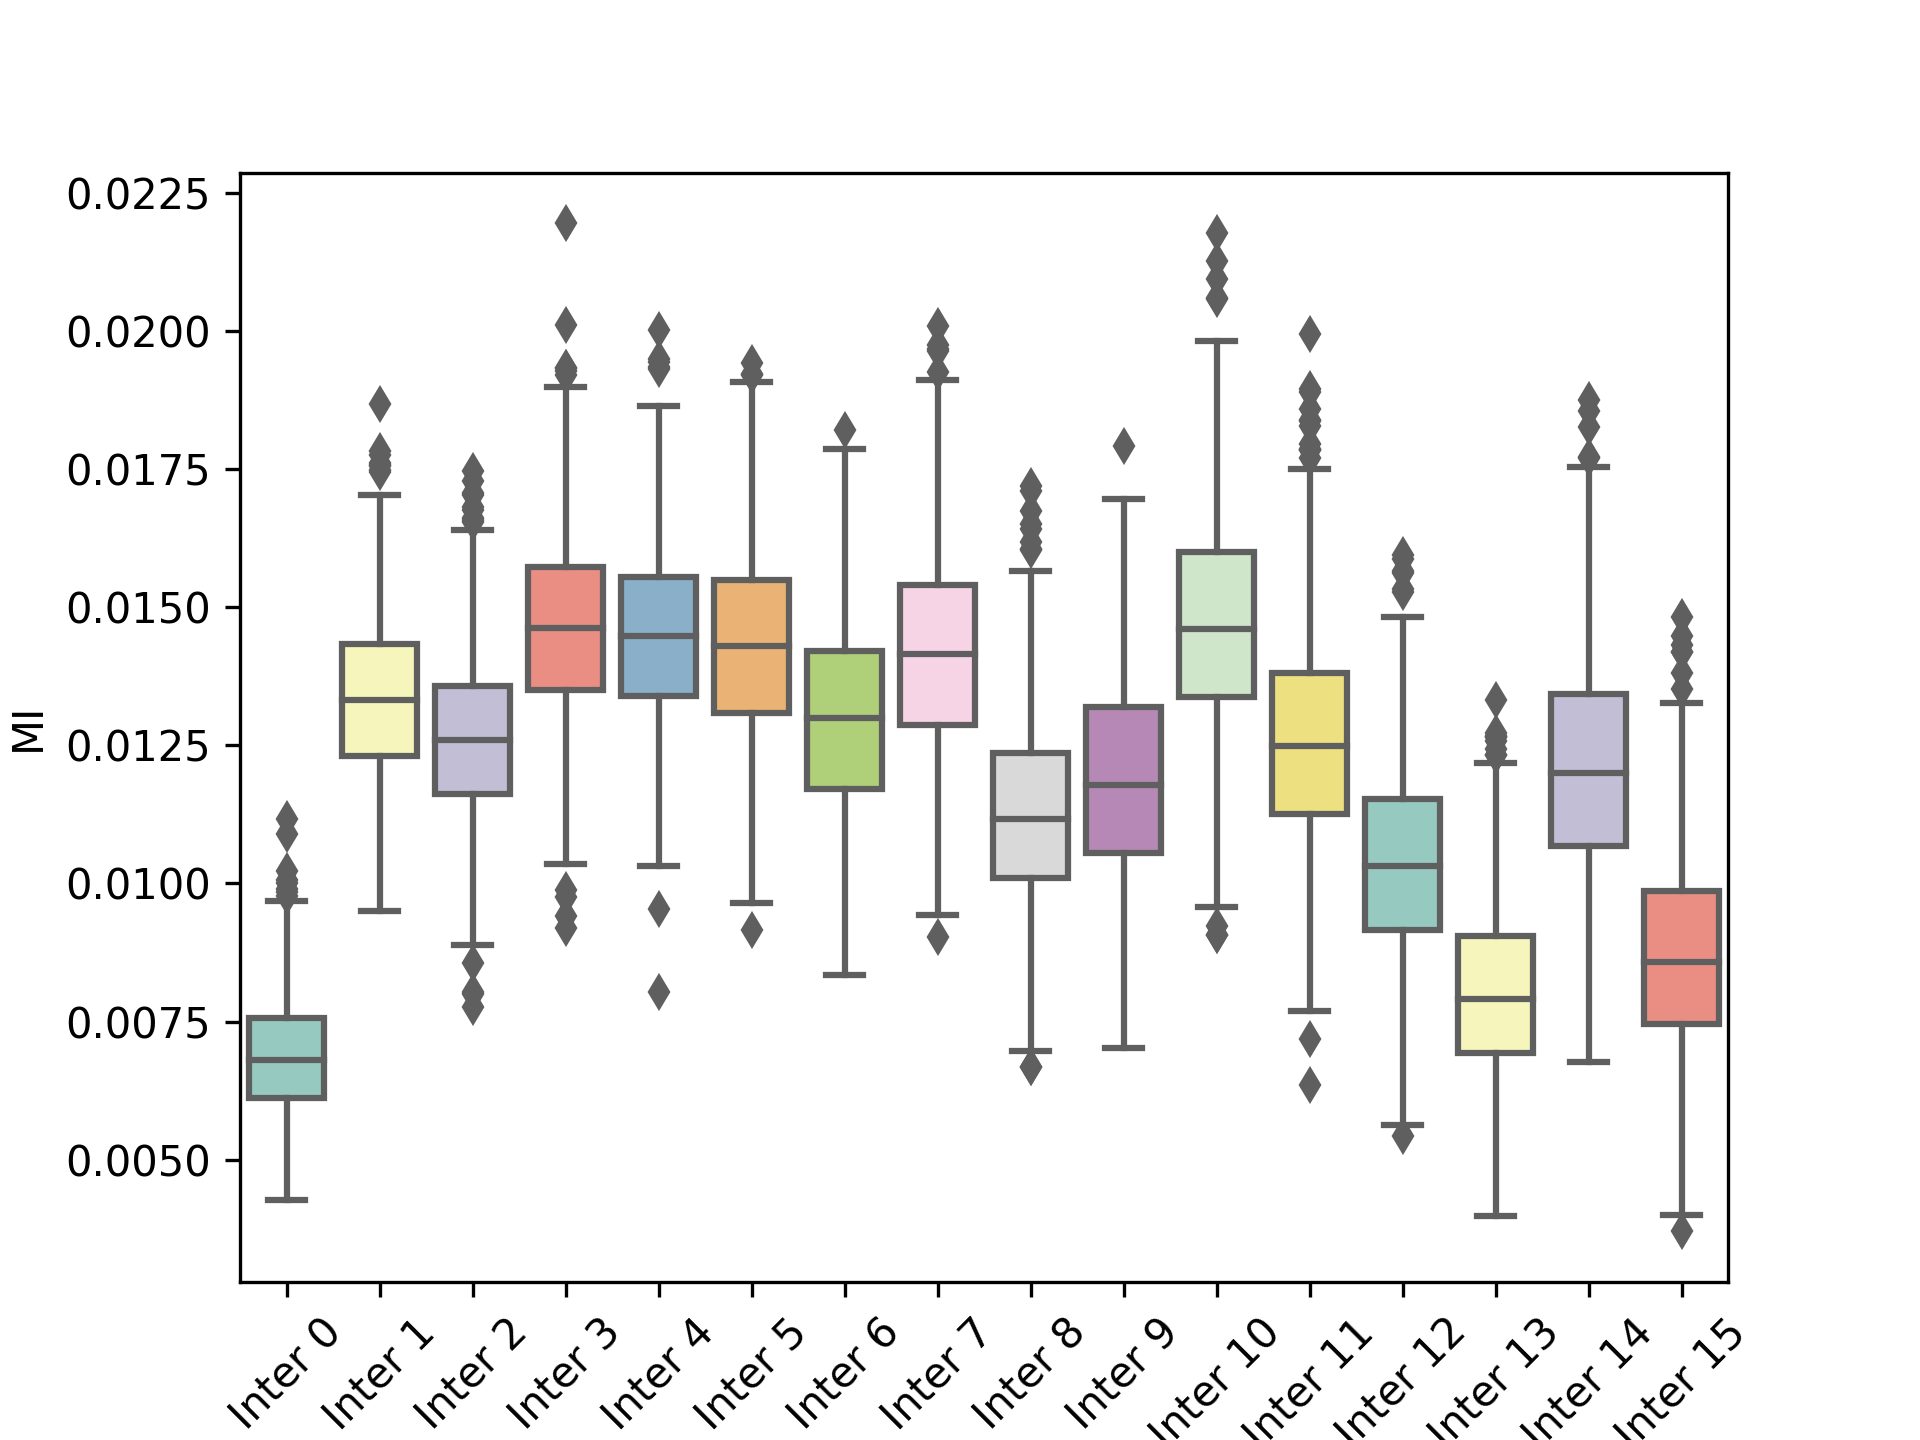 0.0225
0.0200
0.0175
0.0150
0.0125
0.0100
0.0075
0.0050
MI
Inter 0
Inter 1
Inter 2
Inter 3
Inter 4
Inter 5
Inter 6
Inter 7
Inter 8
Inter 9
Inter 10
Inter 11
Inter 12
Inter 13
Inter 14
Inter 15